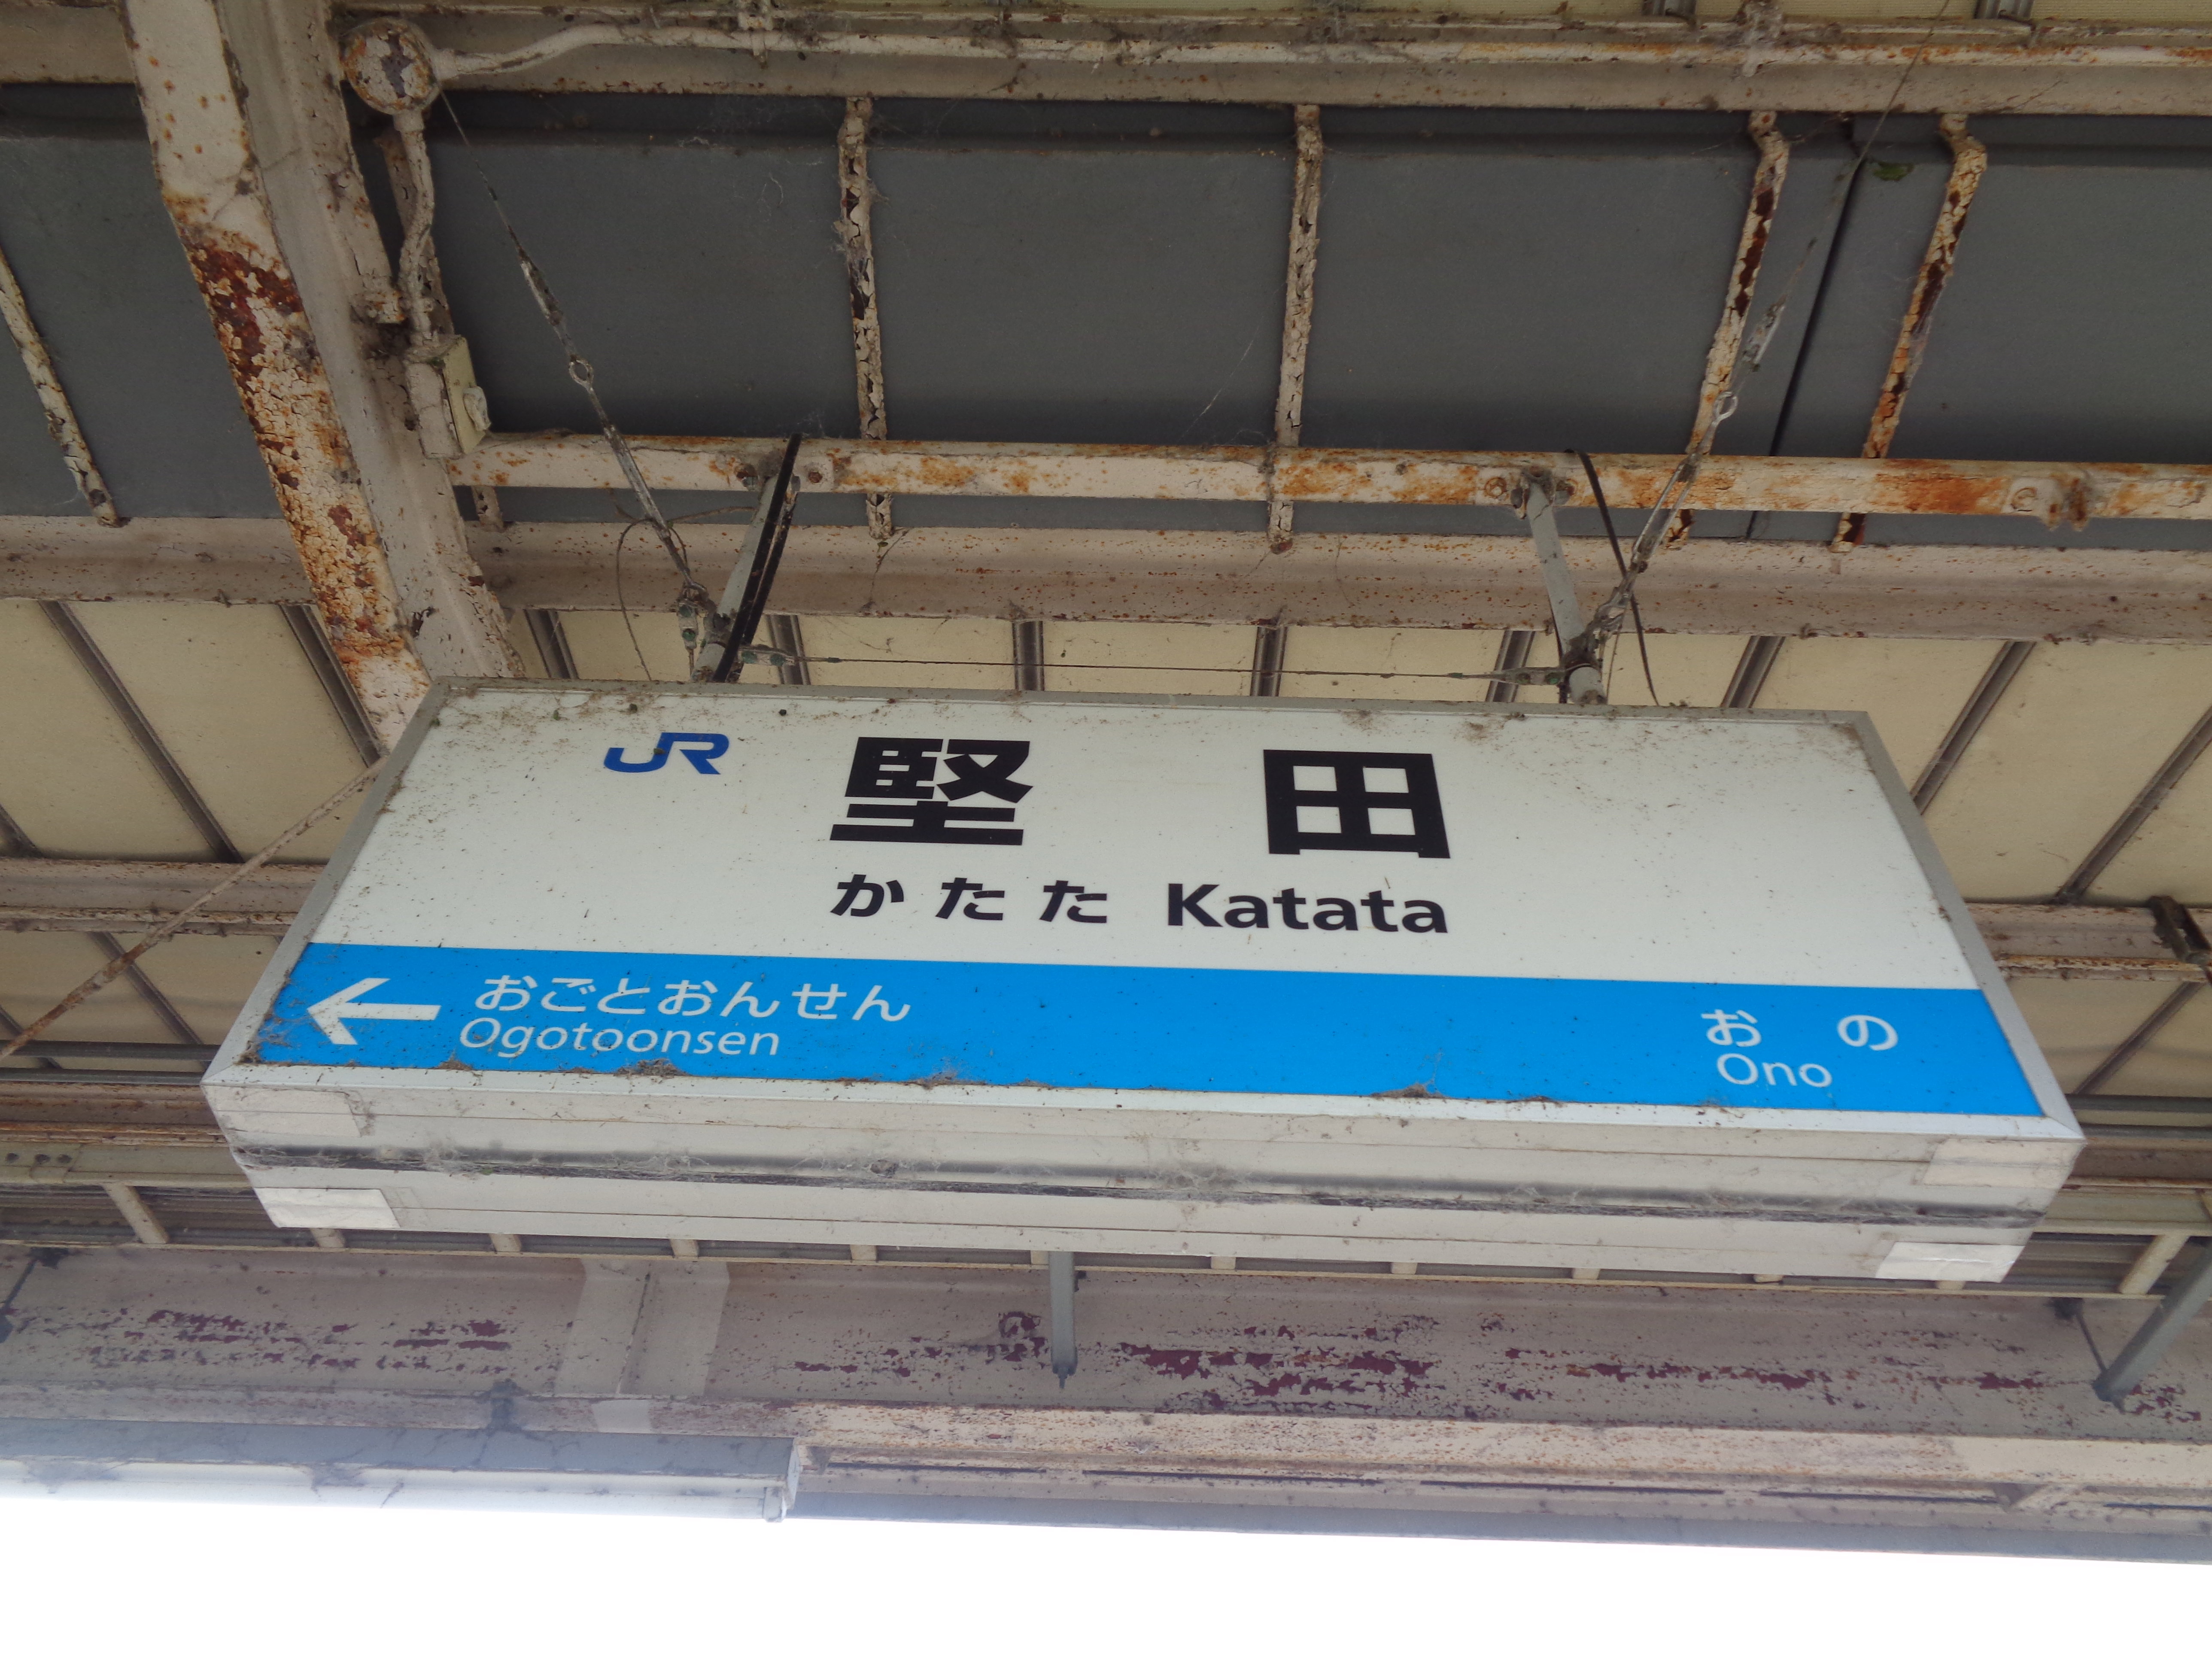 JR 堅田
かたた Katata
← おごとおんせん
Ogotoonsen
おの
Ono